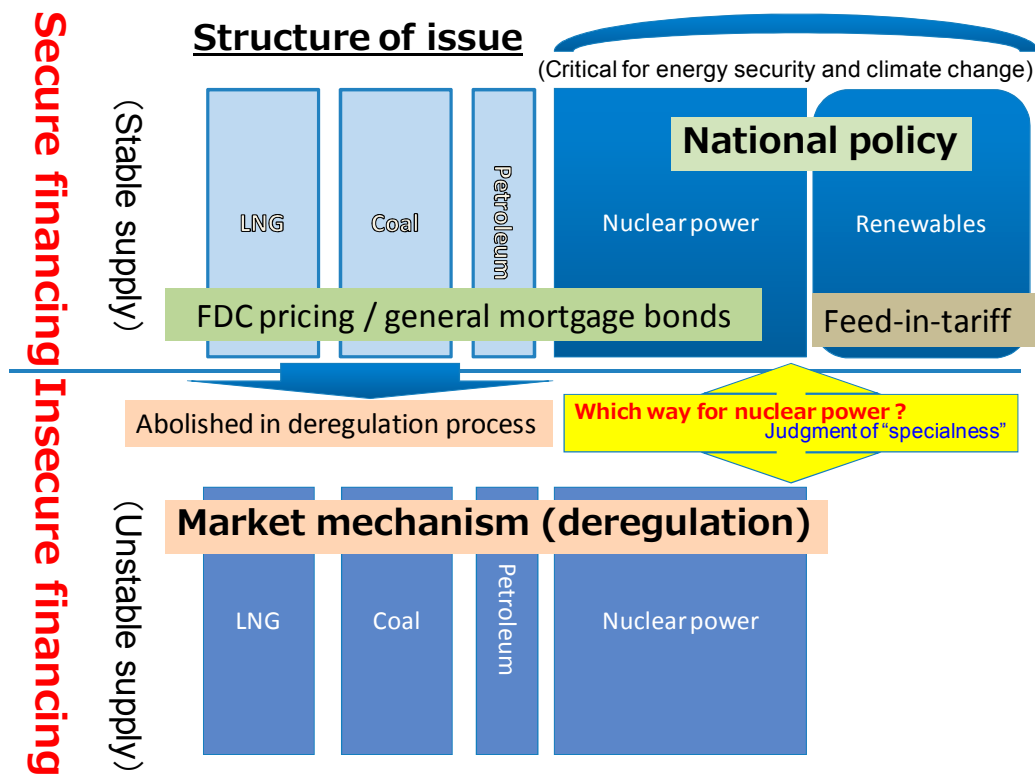 Structure of issue
(Critical for energy security and climate change)
Secure financing
(Stable supply)
National policy
LNG
Coal
Petroleum
Nuclear power
Renewables
FDC pricing / general mortgage bonds
Feed-in-tariff
Abolished in deregulation process
Which way for nuclear power ?
Judgment of “specialness”
Insecure financing
(Unstable supply)
Market mechanism (deregulation)
LNG
Coal
Petroleum
Nuclear power